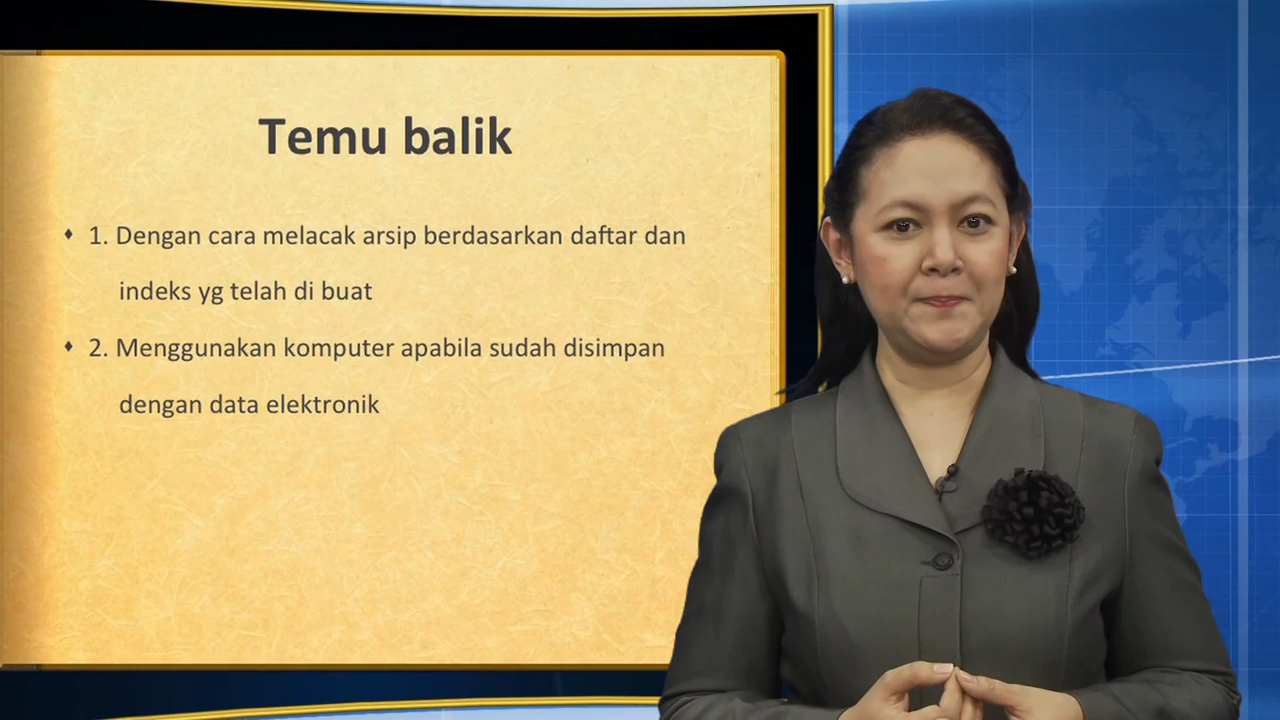 Temu balik
1. Dengan cara melacak arsip berdasarkan daftar dan
indeks yg telah di buat
2. Menggunakan komputer apabila sudah disimpan
dengan data elektronik